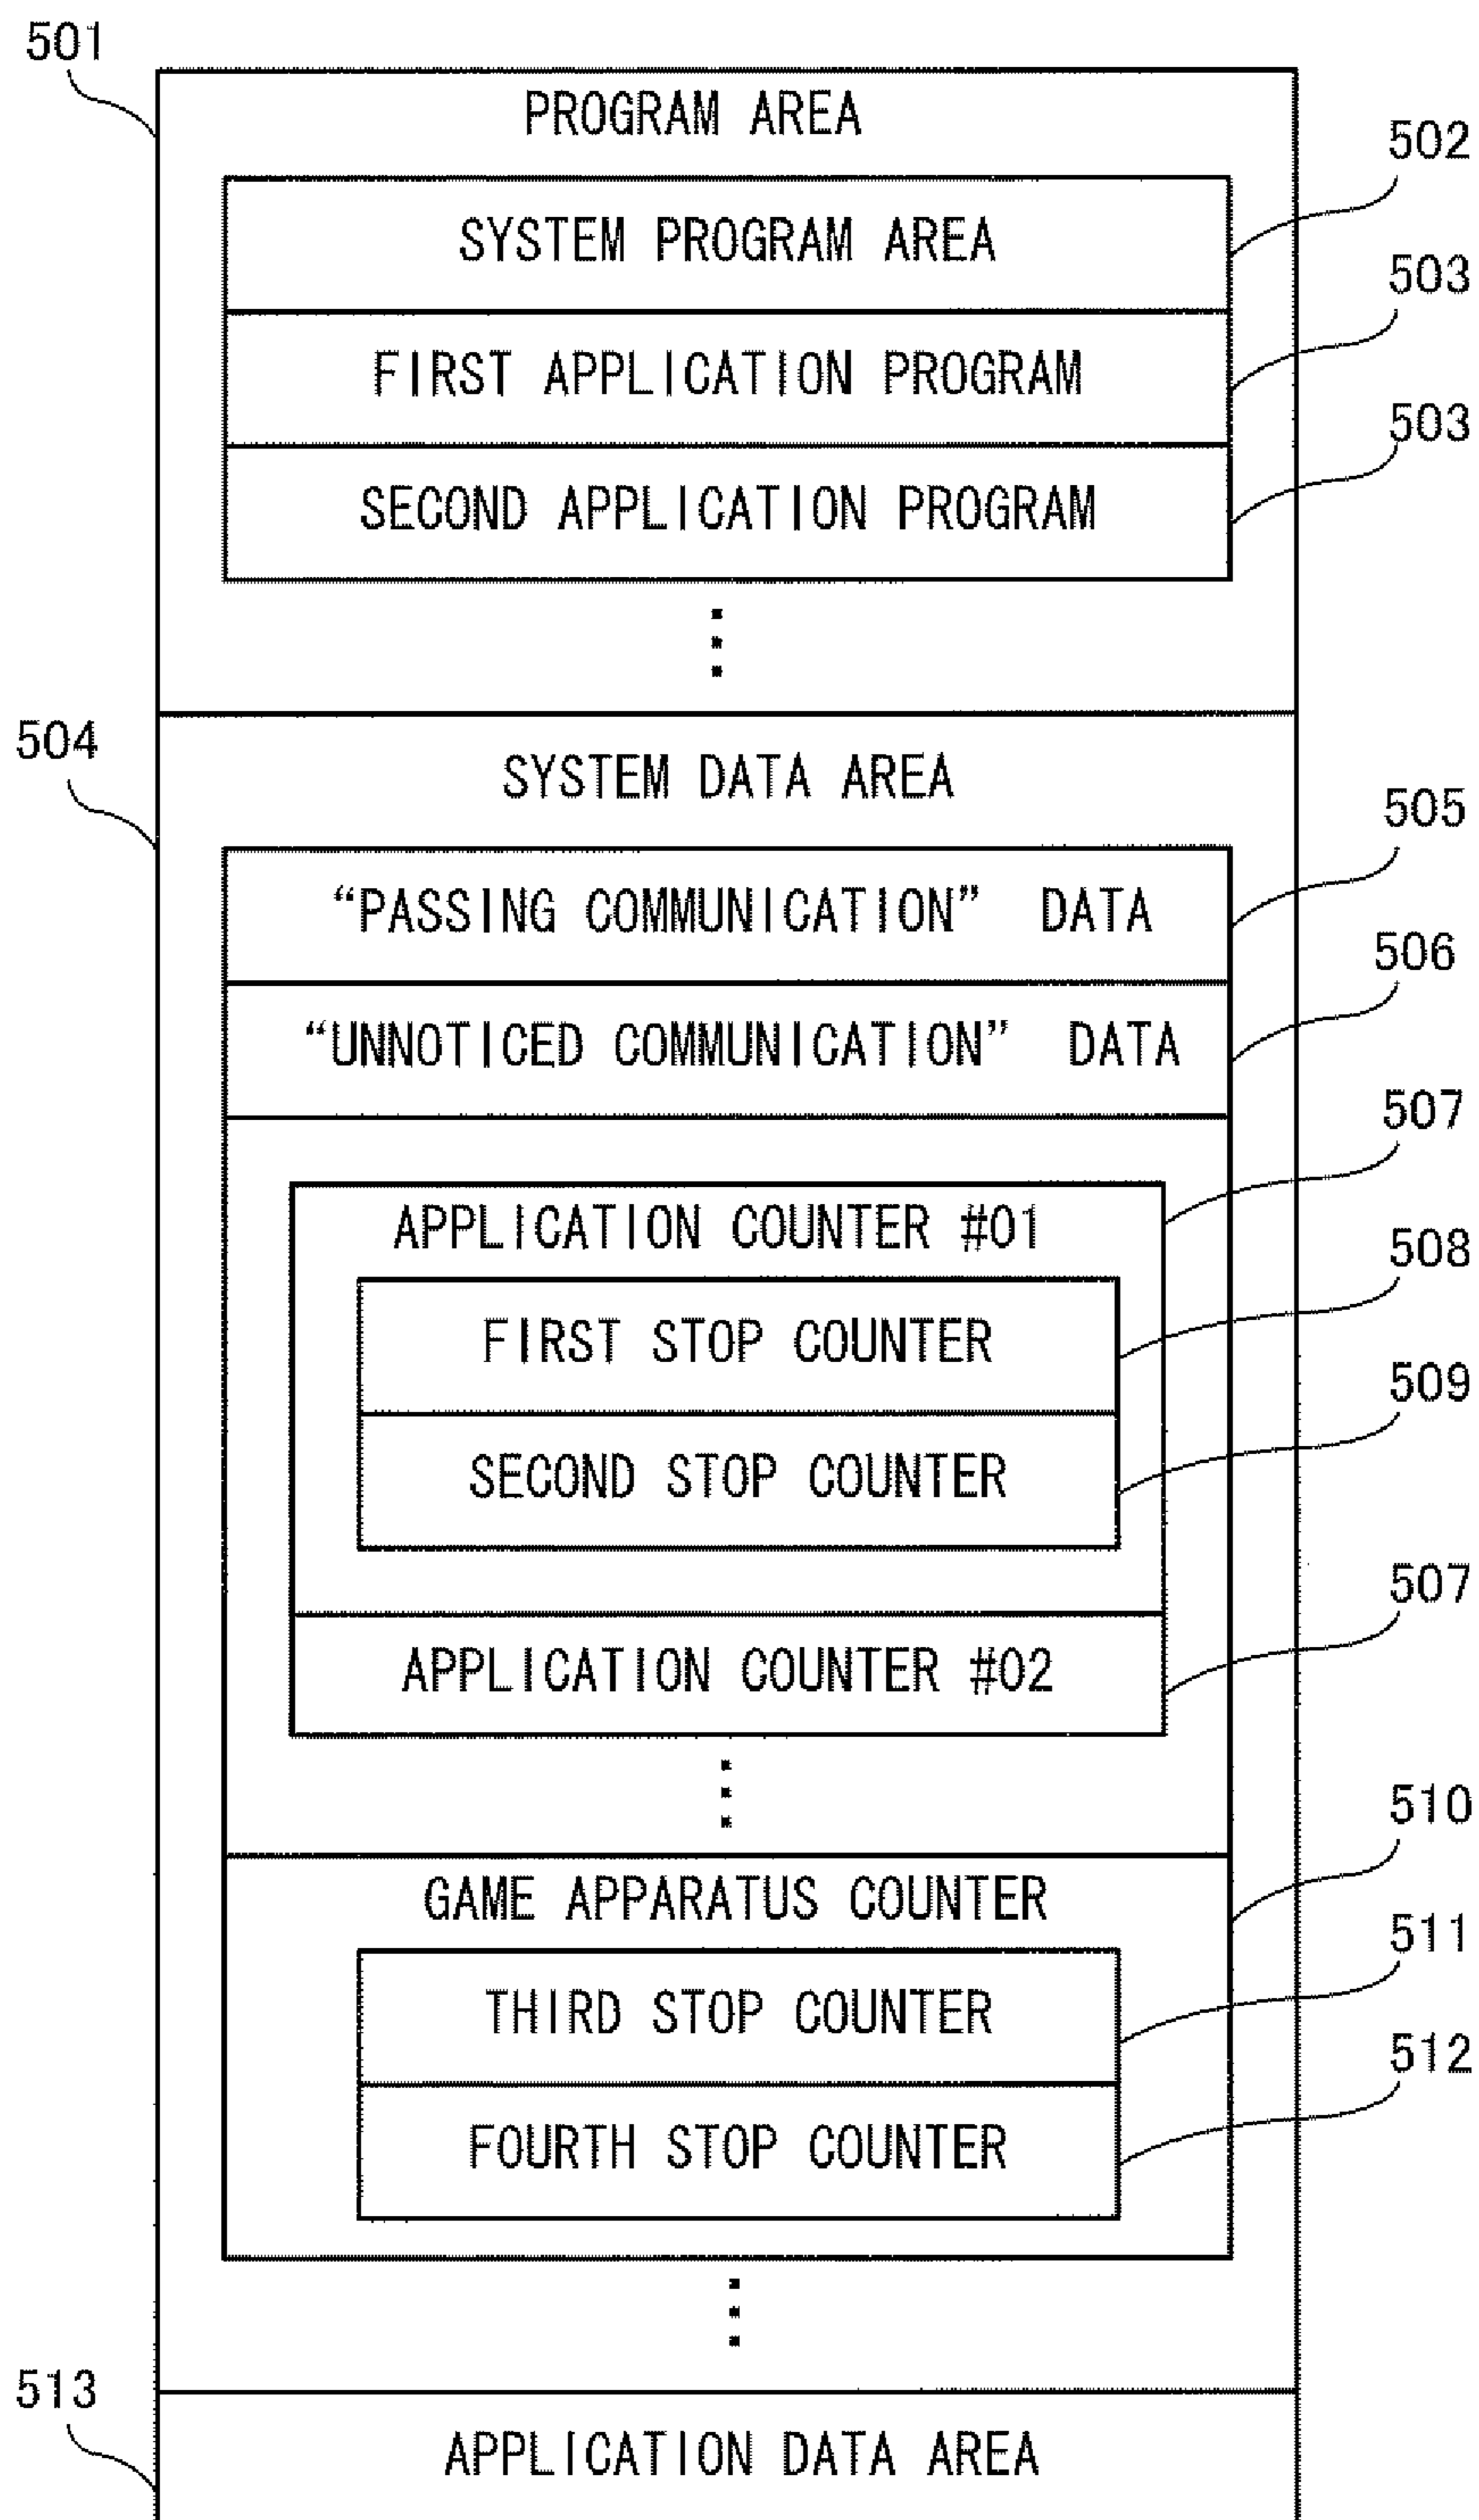 501
PROGRAM AREA
502
SYSTEM PROGRAM AREA
503
FIRST APPLICATION PROGRAM
503
SECOND APPLICATION PROGRAM
504
SYSTEM DATA AREA
505
“PASSING COMMUNICATION” DATA
506
“UNNOTICED COMMUNICATION” DATA
507
APPLICATION COUNTER #01
508
FIRST STOP COUNTER
509
SECOND STOP COUNTER
507
APPLICATION COUNTER #02
510
GAME APPARATUS COUNTER
511
THIRD STOP COUNTER
512
FOURTH STOP COUNTER
513
APPLICATION DATA AREA